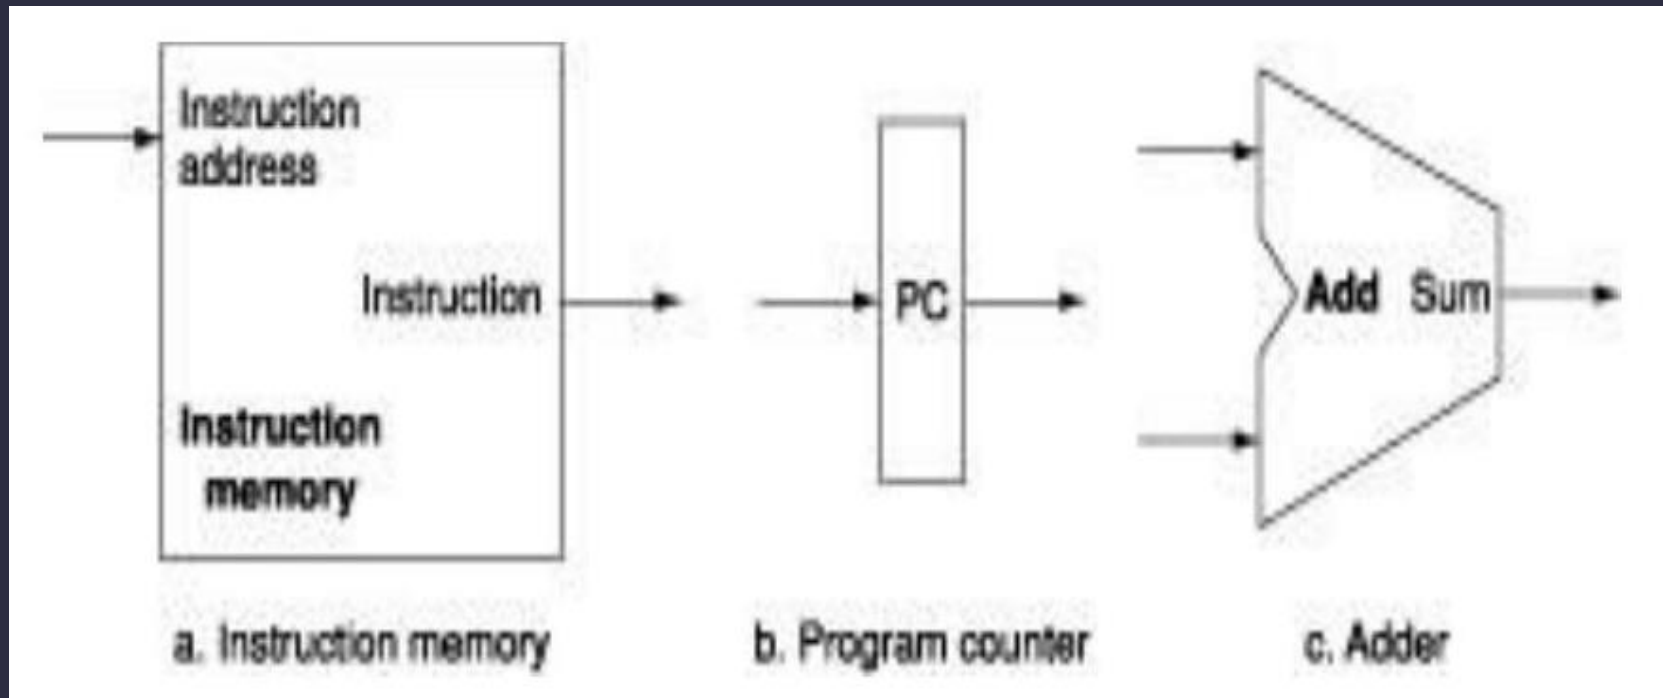 Instruction
address
Instruction
Instruction
memory
PC
Add Sum
a. Instruction memory
b. Program counter
c. Adder